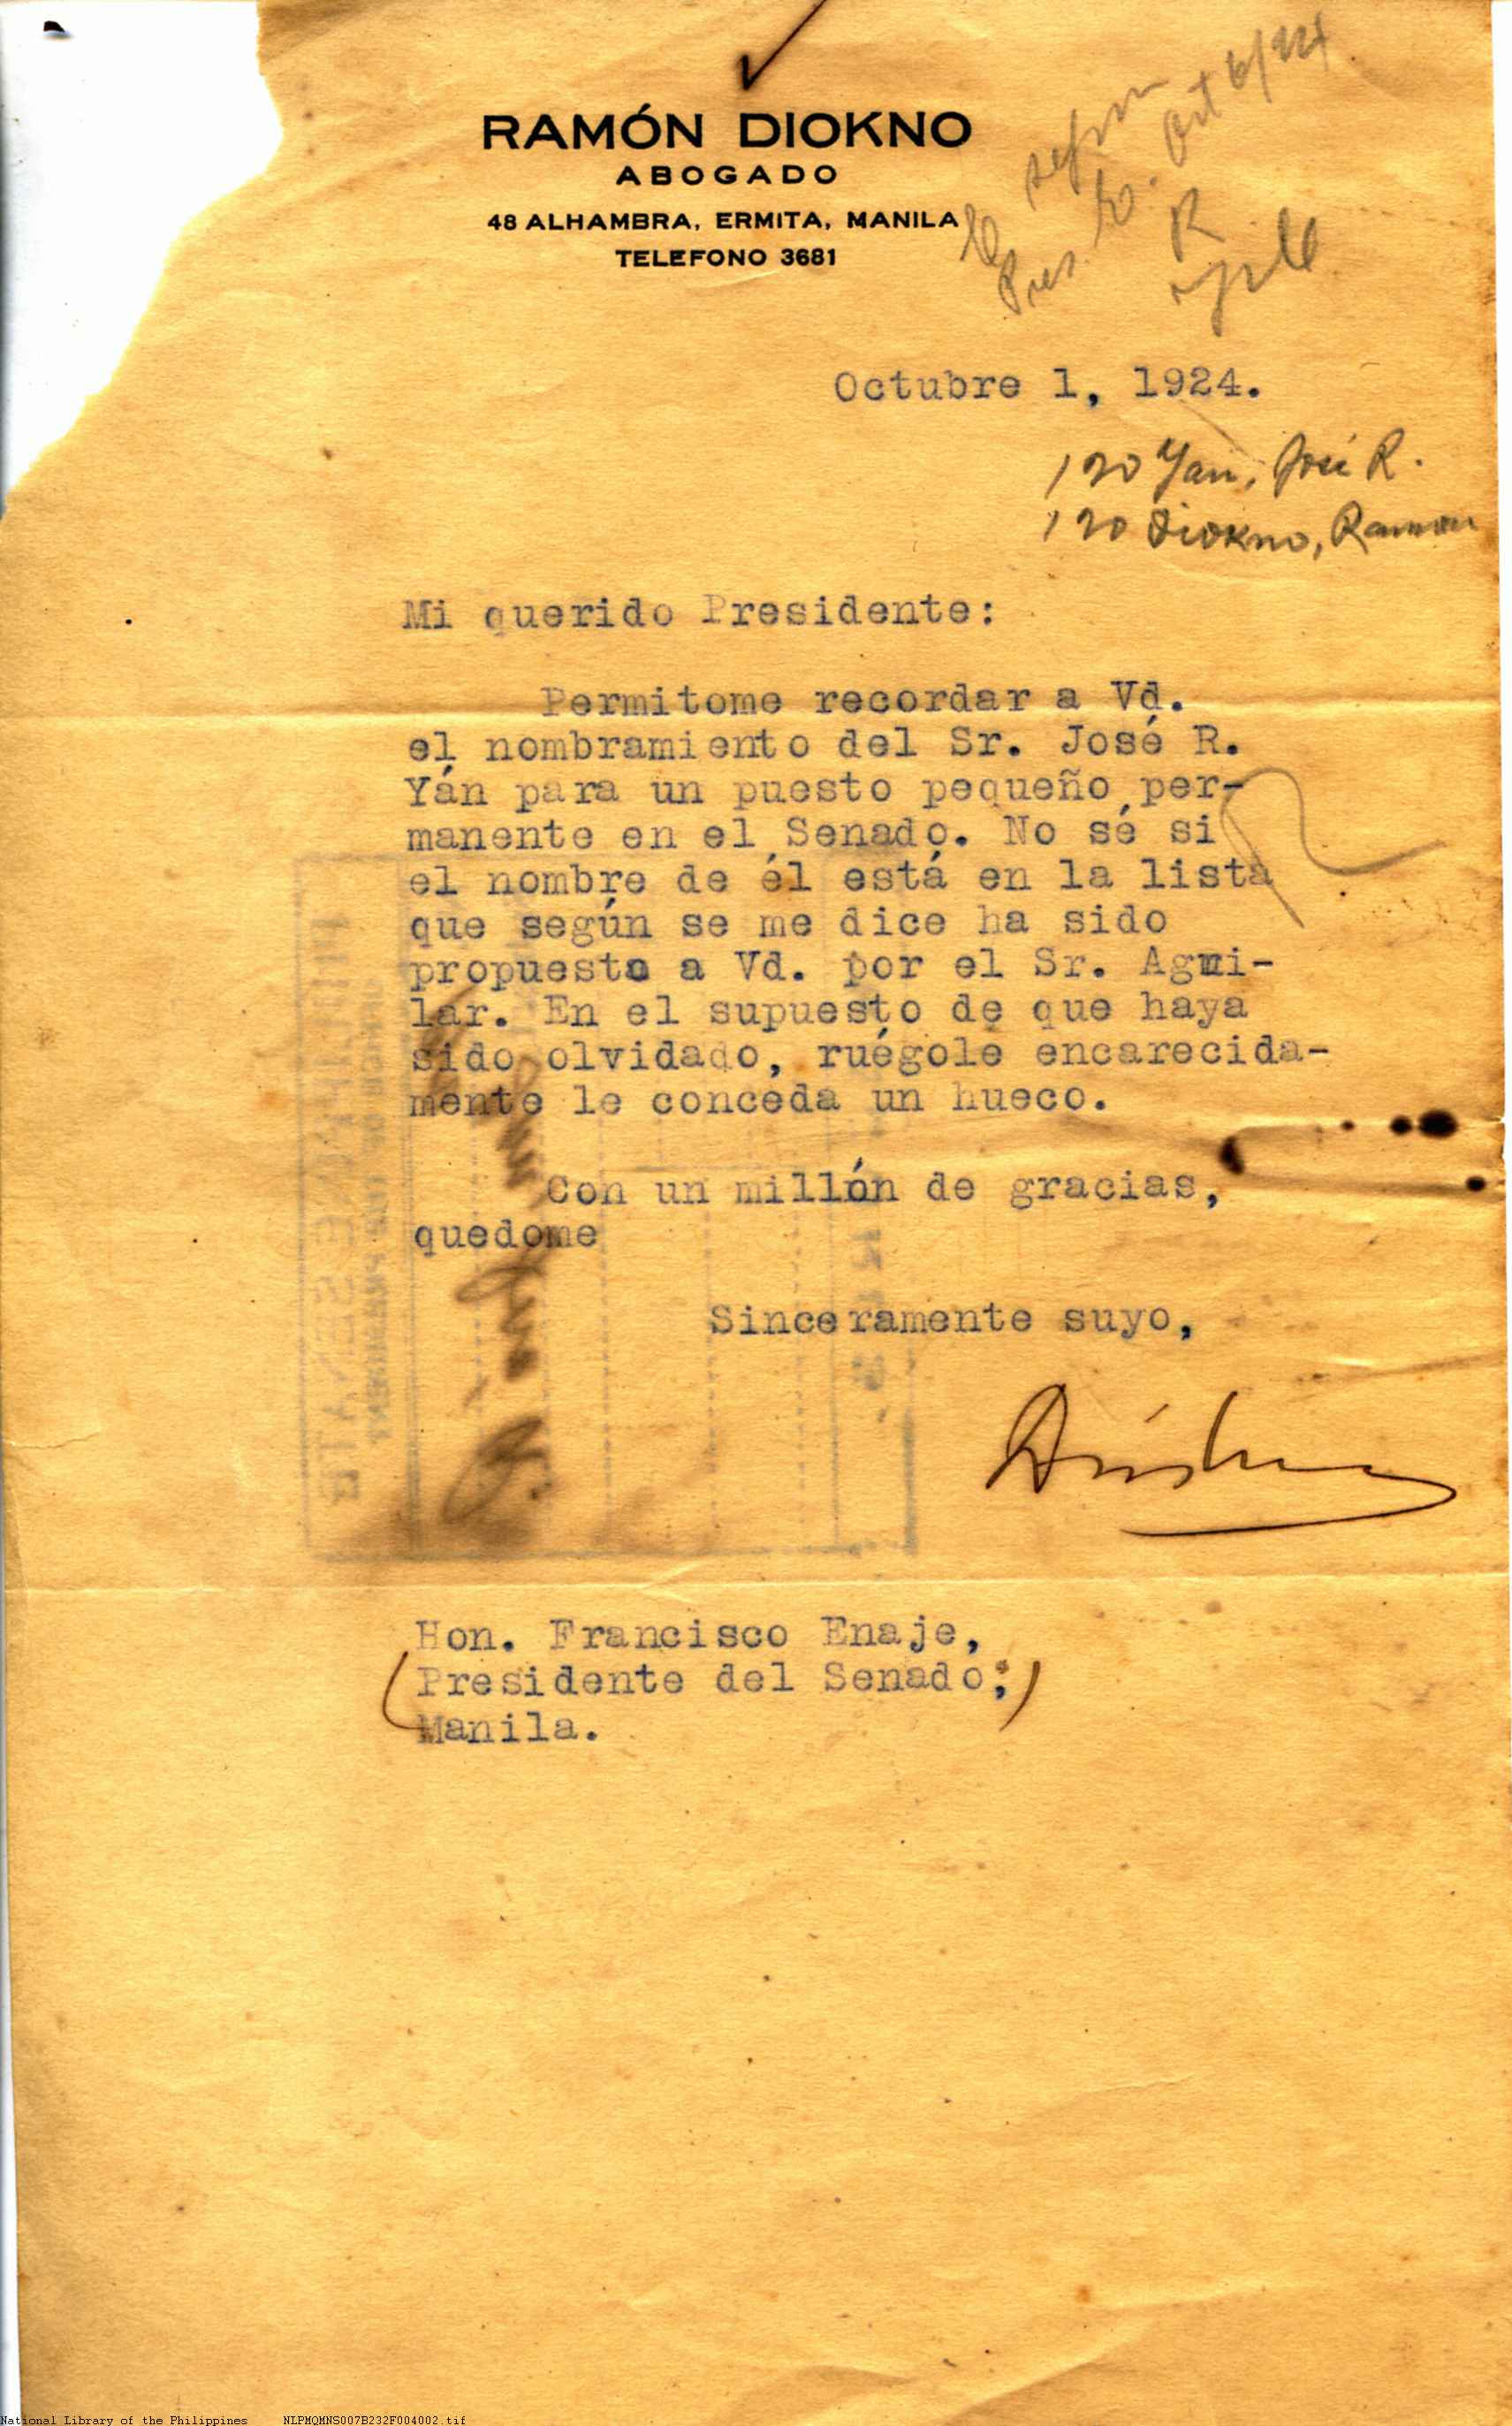 RAMÓN DIOKNO
ABOGADO
48 ALHAMBRA, ERMITA, MANILA
TELEFONO 3681
Pres. Oct 6/24
R
Octubre 1, 1924.
120 Yan, José R.
120 Diokno, Ramon
Mi querido Presidente:
Permitome recordar a Vd.
el nombramiento del Sr. José R.
Yán para un puesto pequeño per-
manente en el Senado. No sé si
el nombre de él está en la lista
que según se me dice ha sido
propuesta a Vd. por el Sr. Agui-
lar. En el supuesto de que haya
sido olvidado, ruégole encarecida-
mente le conceda un hueco.
Con un millón de gracias,
quedome
Sinceramente suyo,
Diokno
Hon. Francisco Enaje,
(Presidente del Senado;)
Manila.
National Library of the Philippines NLPMQMNS007B232F004002.tif